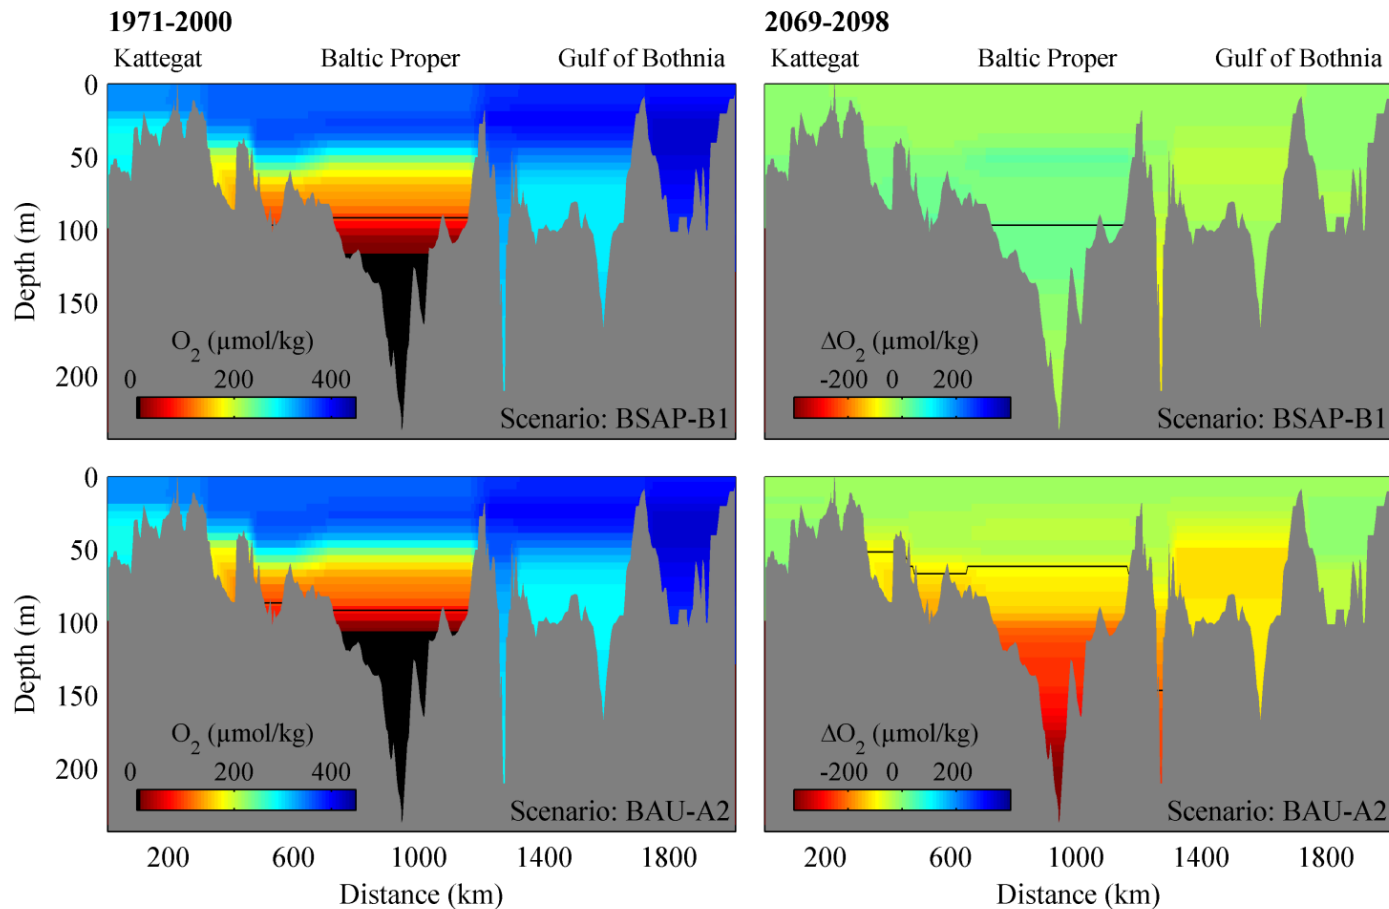 1971-2000
Kattegat Baltic Proper Gulf of Bothnia
2069-2098
Kattegat Baltic Proper Gulf of Bothnia
Depth (m)
0
50
100
150
200
O₂ (µmol/kg)
0 200 400
Scenario: BSAP-B1
ΔO₂ (µmol/kg)
-200 0 200
Scenario: BSAP-B1
Depth (m)
0
50
100
150
200
O₂ (µmol/kg)
0 200 400
Scenario: BAU-A2
200 600 1000 1400 1800
Distance (km)
ΔO₂ (µmol/kg)
-200 0 200
Scenario: BAU-A2
200 600 1000 1400 1800
Distance (km)